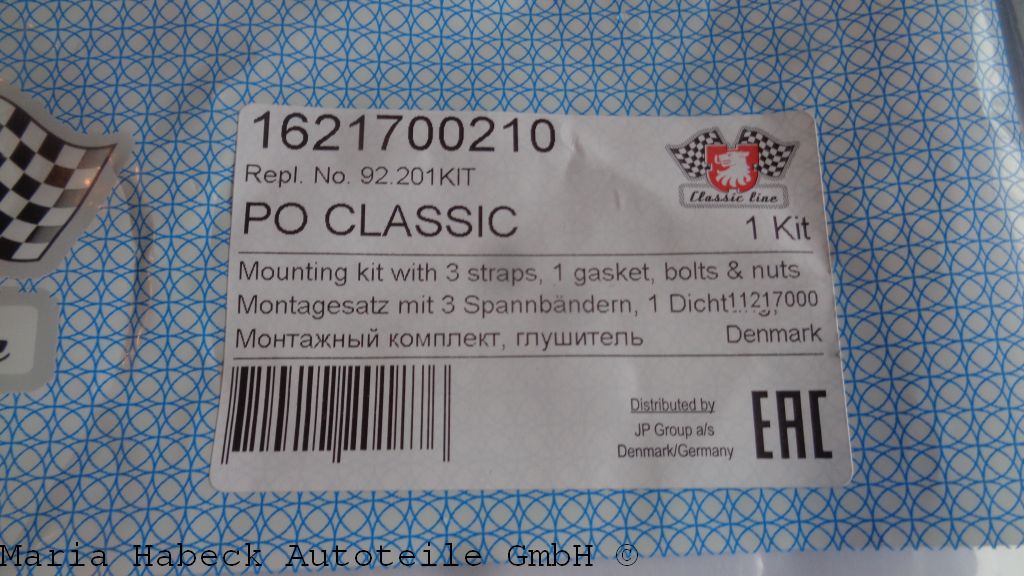 1621700210
Repl. No. 92.201KIT
PO CLASSIC
Classic line
1 Kit
Mounting kit with 3 straps, 1 gasket, bolts & nuts
Montagesatz mit 3 Spannbändern, 1 Dicht
11217000
Монтажный комплект, глушитель
Denmark
Distributed by
JP Group a/s
Denmark/Germany
EAC
Maria Habeck Autoteile GmbH ©